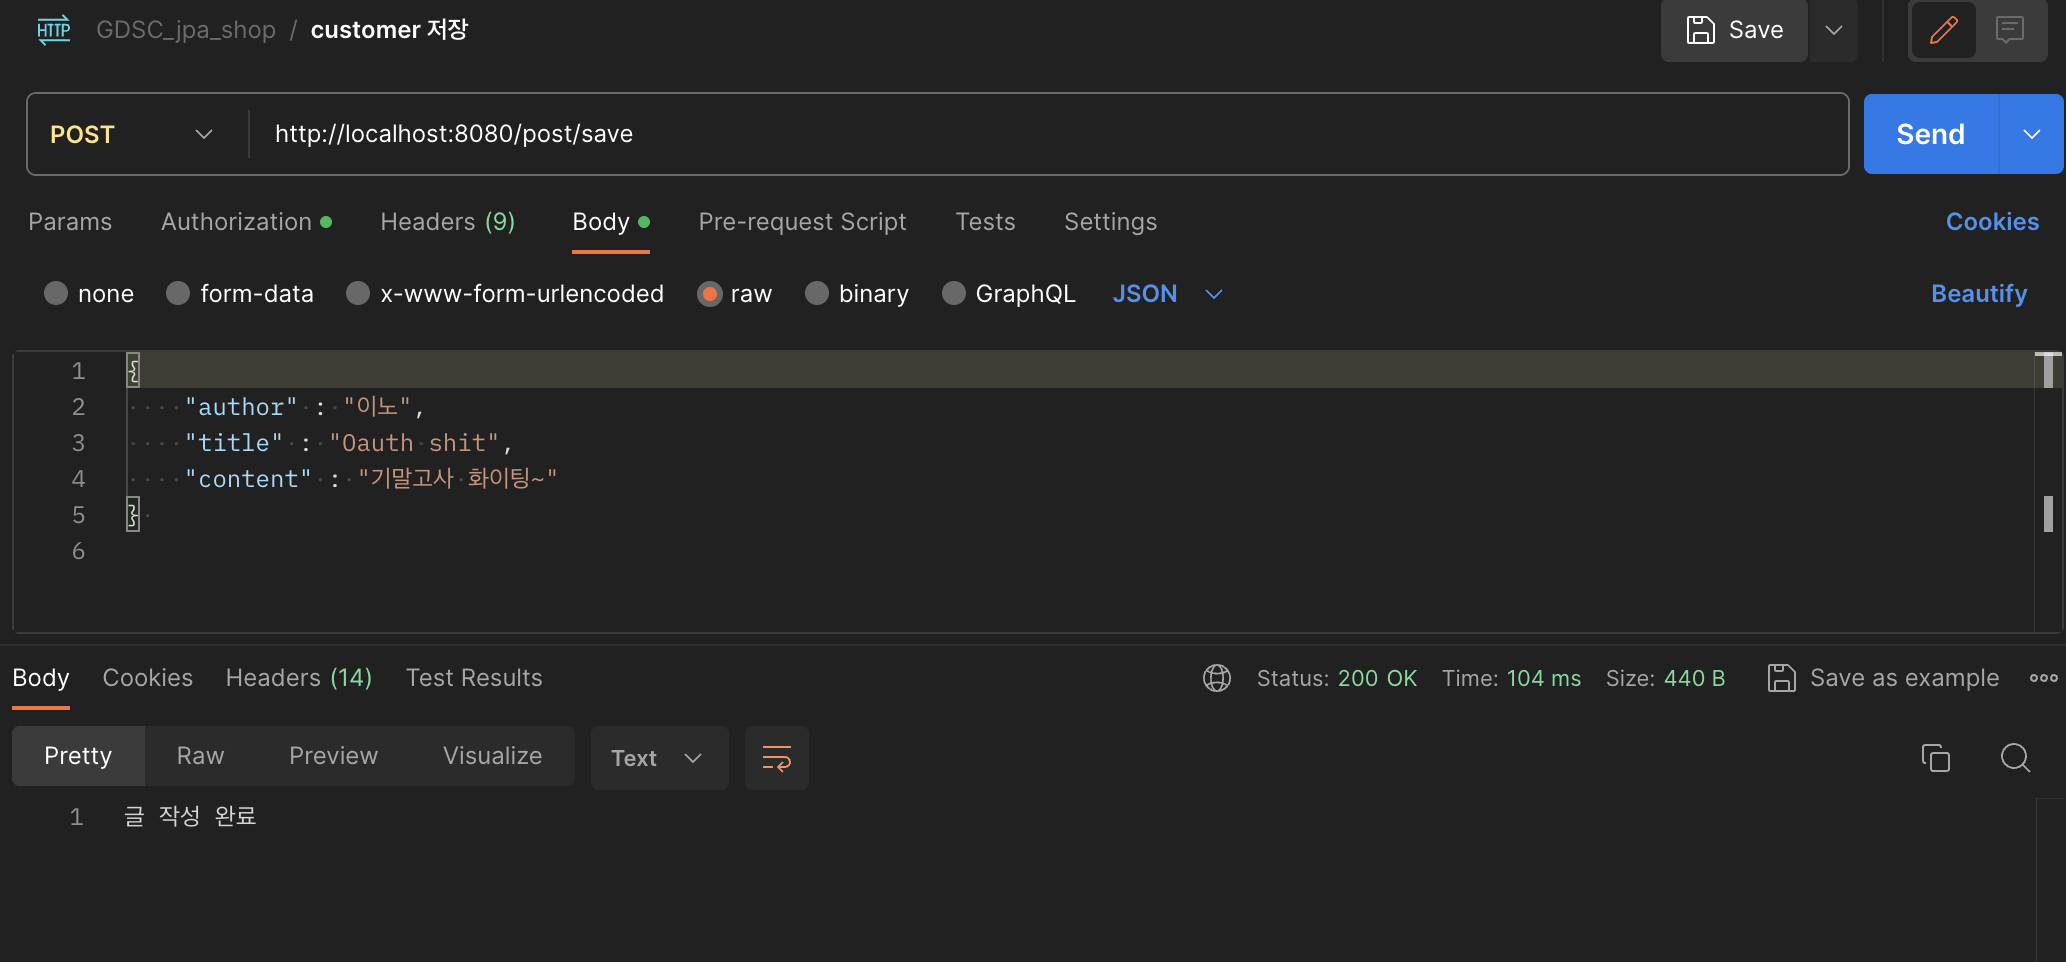 HTTP GDSC_jpa_shop / customer 저장 Save
POST http://localhost:8080/post/save Send
Params Authorization Headers (9) Body Pre-request Script Tests Settings Cookies
none form-data x-www-form-urlencoded raw binary GraphQL JSON Beautify
1 {
2 "author" : "이노",
3 "title" : "Oauth shit",
4 "content" : "기말고사 화이팅~"
5 }
6
Body Cookies Headers (14) Test Results Status: 200 OK Time: 104 ms Size: 440 B Save as example
Pretty Raw Preview Visualize Text
1 글 작성 완료